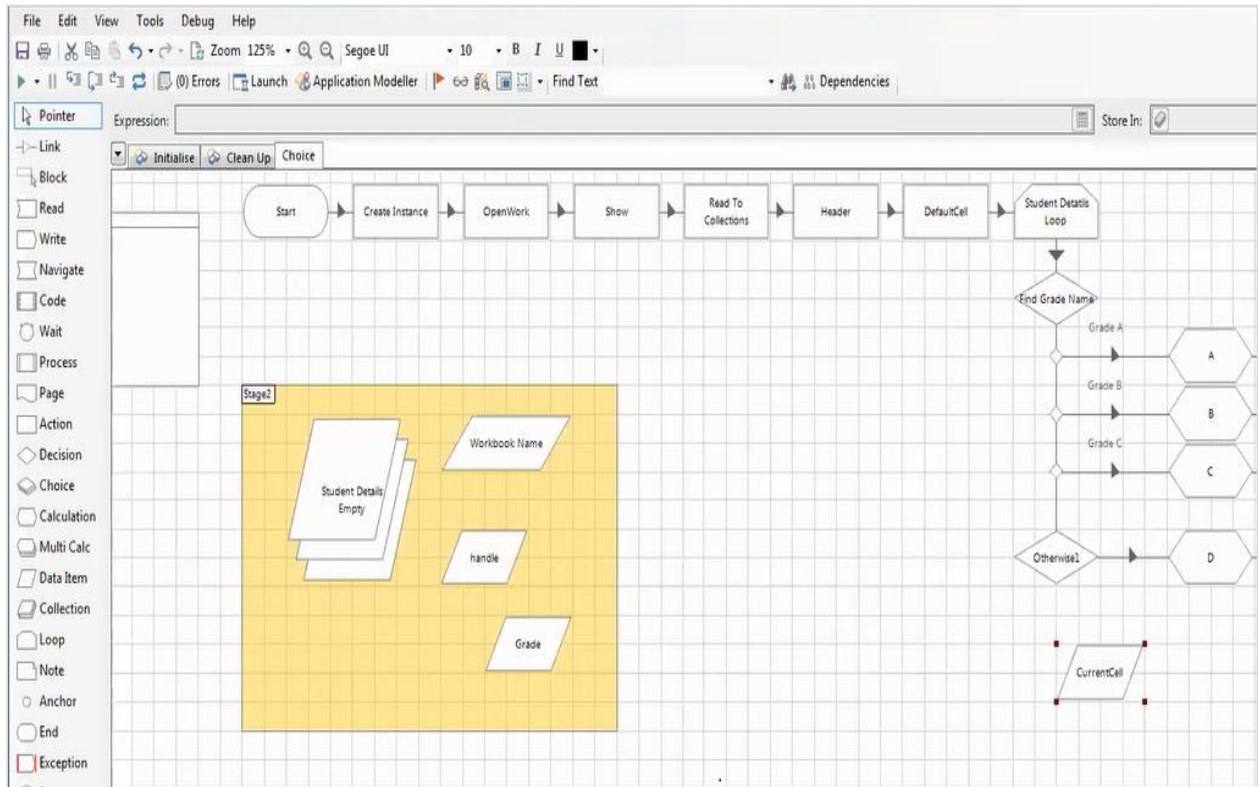 File Edit View Tools Debug Help
Zoom 125% Segoe UI 10 B I U
(0) Errors Launch Application Modeller Find Text Dependencies
Pointer
Expression: Store In:
Link
Initialise Clean Up Choice
Block
Read
Write
Navigate
Code
Wait
Process
Page
Action
Decision
Choice
Calculation
Multi Calc
Data Item
Collection
Loop
Note
Anchor
End
Exception
Start
Create Instance
OpenWork
Show
Read To
Collections
Header
DefaultCell
Student Detatils
Loop
Find Grade Name
Grade A
A
Grade B
B
Grade C
C
Otherwise1
D
Stage2
Student Details
Empty
Workbook Name
handle
Grade
CurrentCell